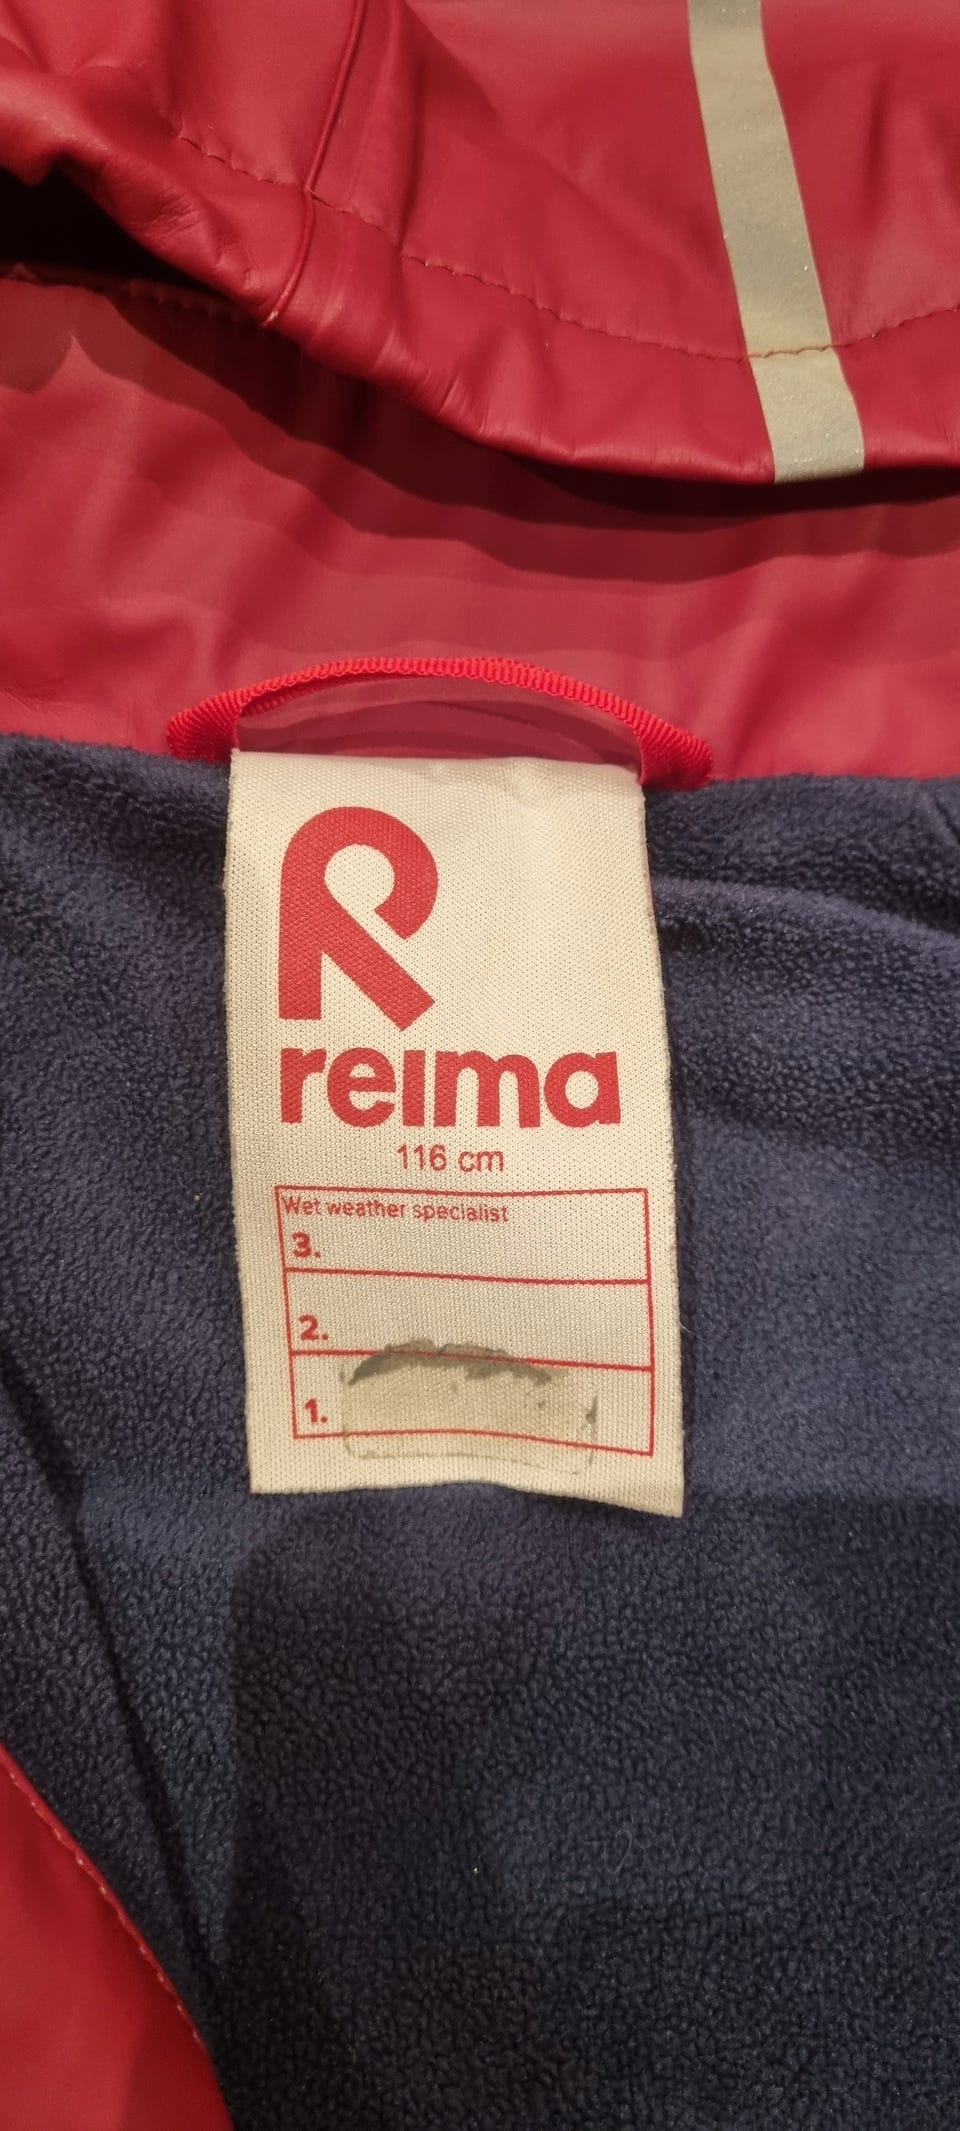 reima
116 cm
Wet weather specialist
3.
2.
1.